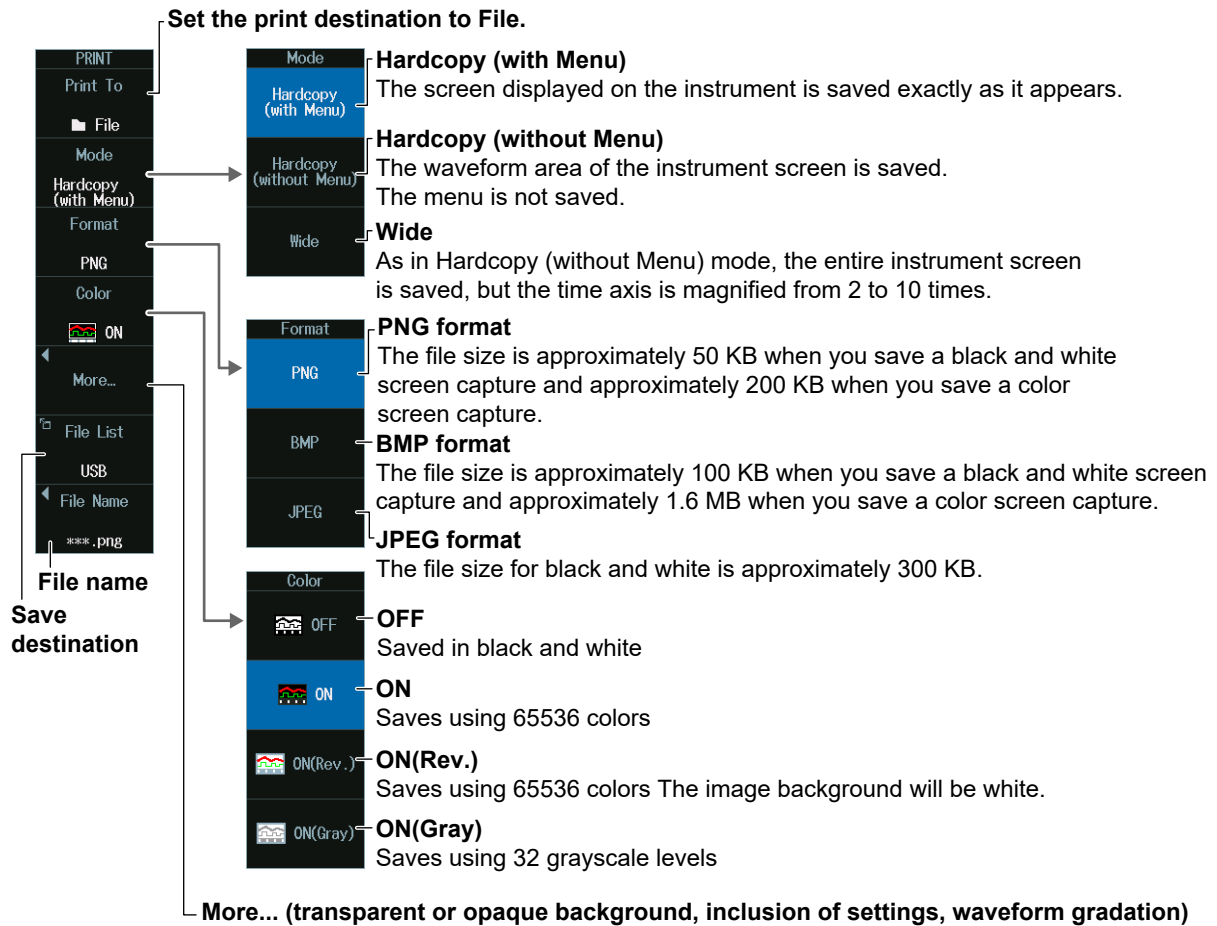 Set the print destination to File.
PRINT
Print To
File
Mode
Hardcopy
(with Menu)
Format
PNG
Color
ON
More...
File List
USB
File Name
***.png
File name
Save
destination
Mode
Hardcopy
(with Menu)
Hardcopy
(without Menu)
Wide
Hardcopy (with Menu)
The screen displayed on the instrument is saved exactly as it appears.
Hardcopy (without Menu)
The waveform area of the instrument screen is saved.
The menu is not saved.
Wide
As in Hardcopy (without Menu) mode, the entire instrument screen
is saved, but the time axis is magnified from 2 to 10 times.
Format
PNG
BMP
JPEG
PNG format
The file size is approximately 50 KB when you save a black and white
screen capture and approximately 200 KB when you save a color
screen capture.
BMP format
The file size is approximately 100 KB when you save a black and white screen
capture and approximately 1.6 MB when you save a color screen capture.
JPEG format
The file size for black and white is approximately 300 KB.
Color
OFF
ON
ON(Rev.)
ON(Gray)
OFF
Saved in black and white
ON
Saves using 65536 colors
ON(Rev.)
Saves using 65536 colors The image background will be white.
ON(Gray)
Saves using 32 grayscale levels
More... (transparent or opaque background, inclusion of settings, waveform gradation)